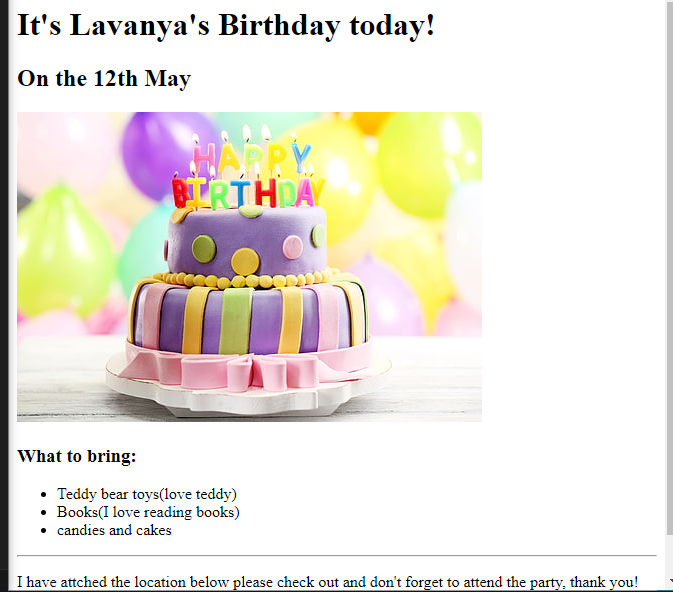 It's Lavanya's Birthday today!
On the 12th May
HAPPY
BIRTHDAY
What to bring:
Teddy bear toys(love teddy)
Books(I love reading books)
candies and cakes
I have attched the location below please check out and don't forget to attend the party, thank you!